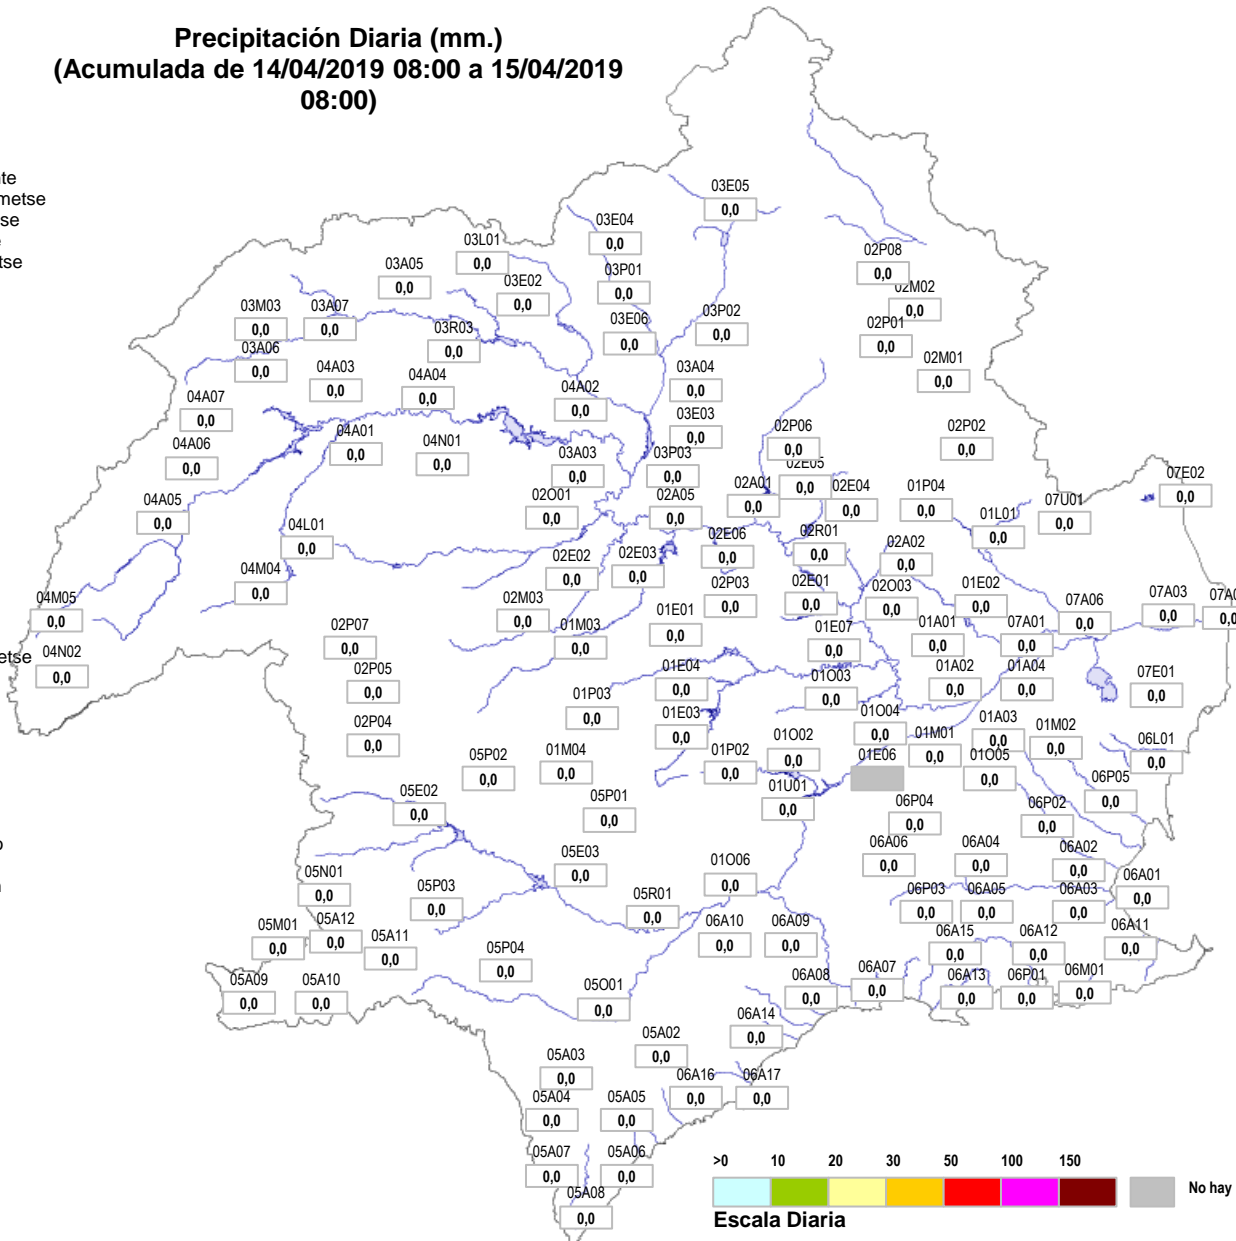 Precipitación Diaria (mm.)
(Acumulada de 14/04/2019 08:00 a 15/04/2019
08:00)
03E05
0,0
03E04
0,0
03L01
0,0
02P08
0,0
03A05
0,0
03P01
0,0
03E02
0,0
02M02
0,0
03M03
0,0
03A07
0,0
03E06
0,0
03P02
0,0
02P01
0,0
03R03
0,0
03A06
0,0
04A03
0,0
04A04
0,0
03A04
0,0
02M01
0,0
04A07
0,0
04A02
0,0
03E03
0,0
04A01
0,0
04N01
0,0
02P06
0,0
02P02
0,0
04A06
0,0
03A03
0,0
03P03
0,0
02E05
0,0
07E02
0,0
04A05
0,0
02O01
0,0
02A05
0,0
02A01
0,0
02E04
0,0
01P04
0,0
07U01
0,0
01L01
0,0
04L01
0,0
02E06
0,0
02R01
0,0
02A02
0,0
02E02
0,0
02E03
0,0
04M04
0,0
02P03
0,0
02E01
0,0
02O03
0,0
01E02
0,0
04M05
0,0
02M03
0,0
07A06
0,0
07A03
0,0
07A0
0,0
01E01
0,0
02P07
0,0
01M03
0,0
01E07
0,0
01A01
0,0
07A01
0,0
etse
04N02
0,0
02P05
0,0
01E04
0,0
01O03
0,0
01A02
0,0
01A04
0,0
07E01
0,0
01P03
0,0
02P04
0,0
01E03
0,0
01O04
0,0
01A03
0,0
01M02
0,0
01M01
0,0
06L01
0,0
05P02
0,0
01M04
0,0
01P02
0,0
01O02
0,0
01E06
01O05
0,0
01U01
0,0
06P05
0,0
05E02
0,0
05P01
0,0
06P04
0,0
06P02
0,0
05E03
0,0
01O06
0,0
06A06
0,0
06A04
0,0
06A02
0,0
05N01
0,0
05P03
0,0
05R01
0,0
06P03
0,0
06A05
0,0
06A03
0,0
06A01
0,0
05M01
0,0
05A12
0,0
05A11
0,0
06A10
0,0
06A09
0,0
06A15
0,0
06A12
0,0
06A11
0,0
05P04
0,0
05A09
0,0
05A10
0,0
05O01
0,0
06A08
0,0
06A07
0,0
06A13
0,0
06P01
0,0
06M01
0,0
06A14
0,0
05A02
0,0
05A03
0,0
06A16
0,0
06A17
0,0
05A04
0,0
05A05
0,0
05A07
0,0
05A06
0,0
05A08
0,0
>0 10 20 30 50 100 150
No hay
Escala Diaria